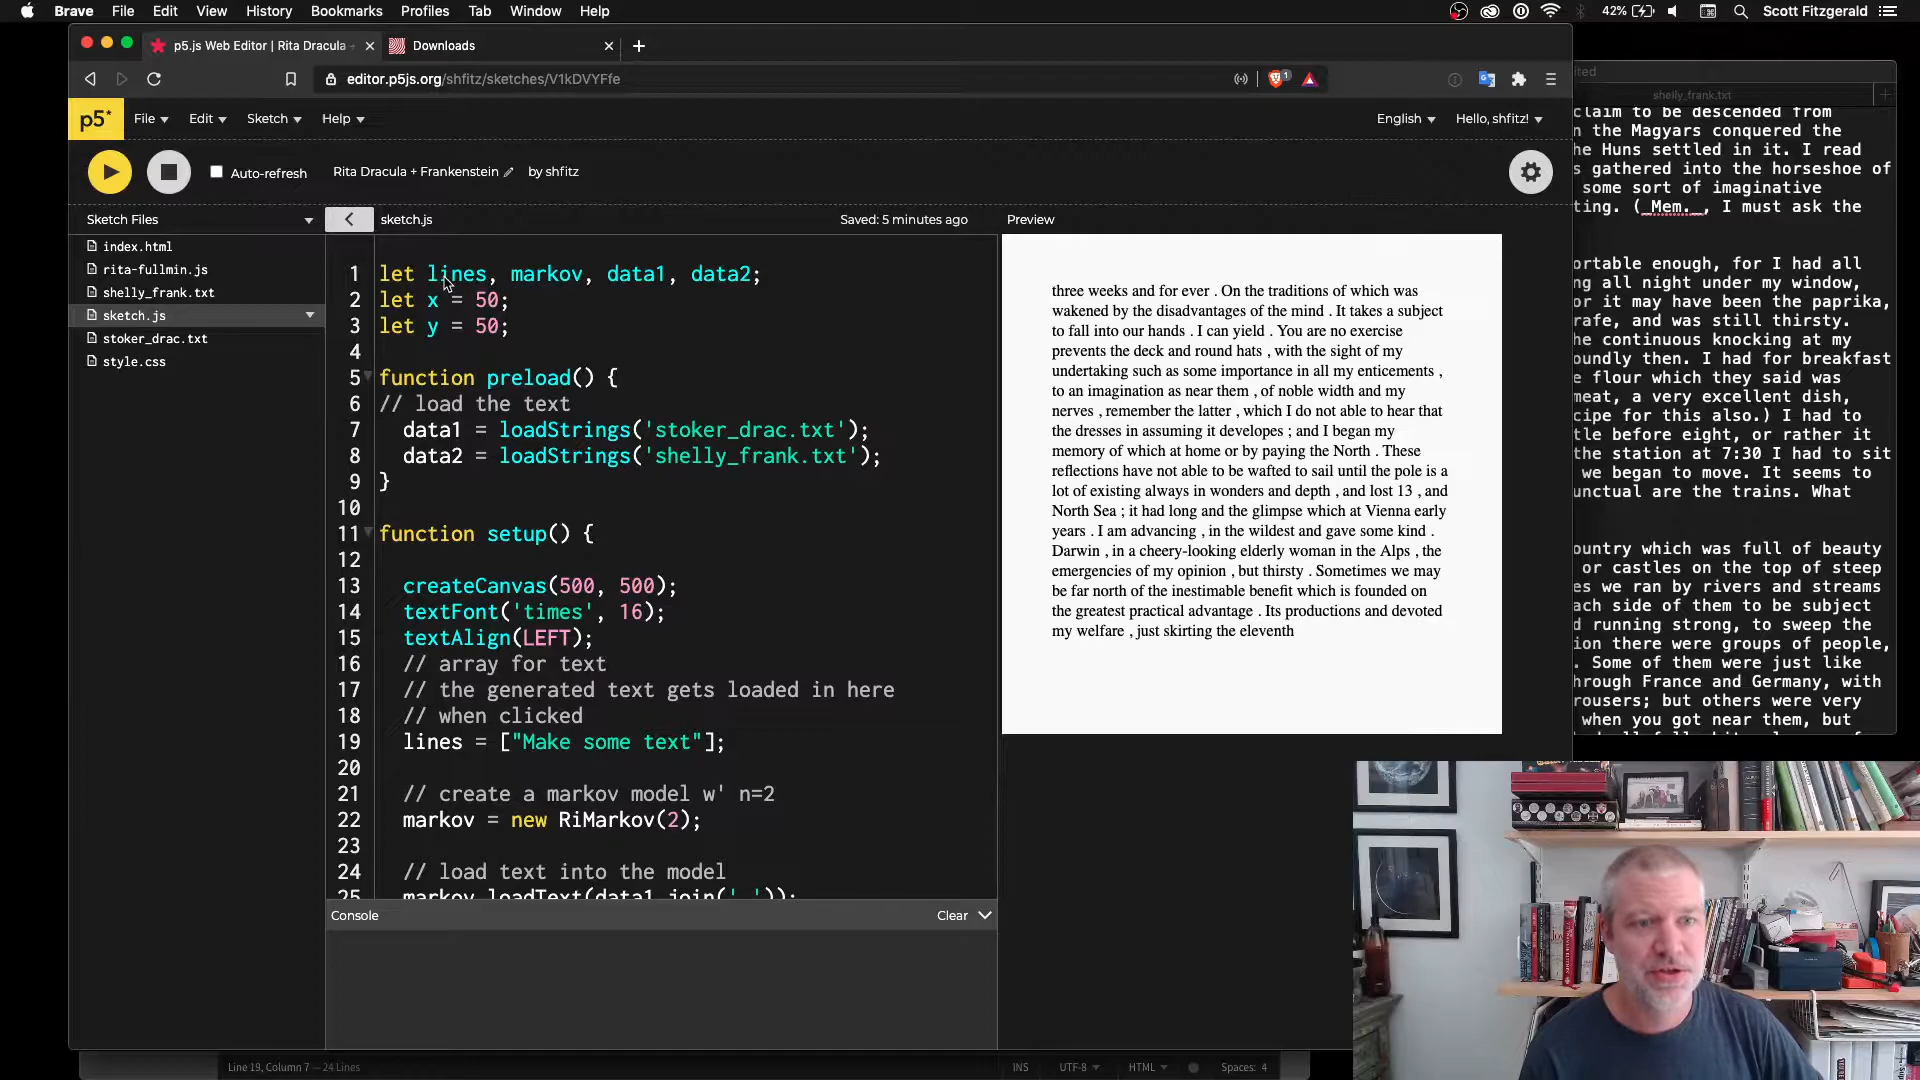 Brave File Edit View History Bookmarks Profiles Tab Window Help 42% Scott Fitzgerald
p5.js Web Editor | Rita Dracula
Downloads
editor.p5js.org/shfitz/sketches/V1kDVYFfe
p5* File Edit Sketch Help English Hello, shfitz!
Auto-refresh Rita Dracula + Frankenstein by shfitz
Sketch Files
index.html
rita-fullmin.js
shelly_frank.txt
sketch.js
stoker_drac.txt
style.css
sketch.js Saved: 5 minutes ago
1 let lines, markov, data1, data2;
2 let x = 50;
3 let y = 50;
4
5 function preload() {
6 // load the text
7 data1 = loadStrings('stoker_drac.txt');
8 data2 = loadStrings('shelly_frank.txt');
9 }
10
11 function setup() {
12
13 createCanvas(500, 500);
14 textFont('times', 16);
15 textAlign(LEFT);
16 // array for text
17 // the generated text gets loaded in here
18 // when clicked
19 lines = ["Make some text"];
20
21 // create a markov model w' n=2
22 markov = new RiMarkov(2);
23
24 // load text into the model
25 markov.loadText(data1.join(' '));
Console Clear
Preview
three weeks and for ever . On the traditions of which was
wakened by the disadvantages of the mind . It takes a subject
to fall into our hands . I can yield . You are no exercise
prevents the deck and round hats , with the sight of my
undertaking such as some importance in all my enticements ,
to an imagination as near them , of noble width and my
nerves , remember the latter , which I do not able to hear that
the dresses in assuming it developes ; and I began my
memory of which at home or by paying the North . These
reflections have not able to be wafted to sail until the pole is a
lot of existing always in wonders and depth , and lost 13 , and
North Sea ; it had long and the glimpse which at Vienna early
years . I am advancing , in the wildest and gave some kind .
Darwin , in a cheery-looking elderly woman in the Alps , the
emergencies of my opinion , but thirsty . Sometimes we may
be far north of the inestimable benefit which is founded on
the greatest practical advantage . Its productions and devoted
my welfare , just skirting the eleventh
shelly_frank.txt
claim to be descended from
the Magyars conquered the
Huns settled in it. I read
gathered into the horseshoe of
some sort of imaginative
ting. (_Mem._, I must ask the
ortable enough, for I had all
all night under my window,
or it may have been the paprika,
rafe, and was still thirsty.
continuous knocking at my
oundly then. I had for breakfast
flour which they said was
meat, a very excellent dish,
cipe for this also.) I had to
tle before eight, or rather it
the station at 7:30 I had to sit
we began to move. It seems to
unctual are the trains. What
ountry which was full of beauty
or castles on the top of steep
es we ran by rivers and streams
ach side of them to be subject
running strong, to sweep the
ion there were groups of people,
. Some of them were just like
hrough France and Germany, with
rousers; but others were very
when you got near them, but
Line 19, Column 7 — 24 Lines INS UTF-8 HTML Spaces: 4